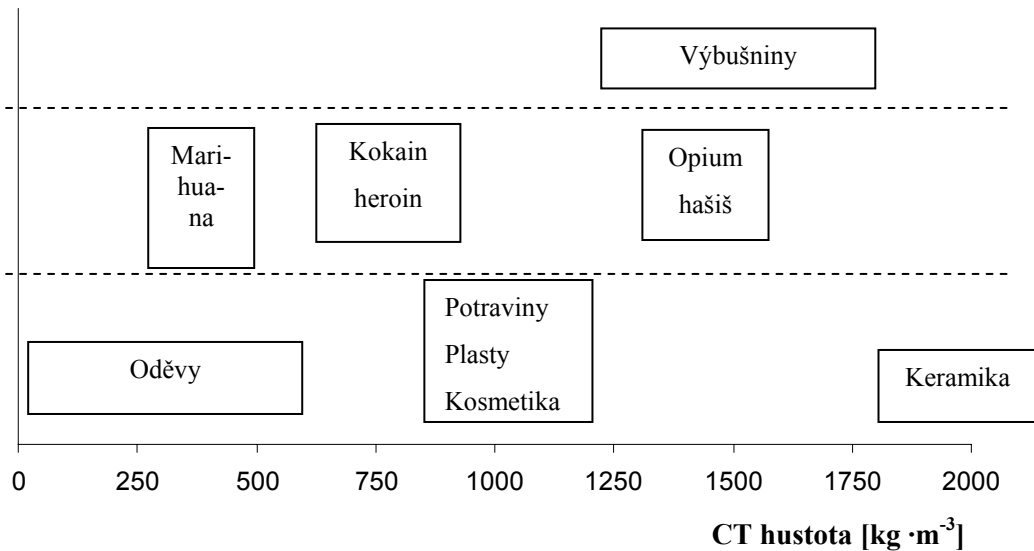 Výbušniny
Mari-
hua-
na
Kokain
heroin
Opium
hašiš
Oděvy
Potraviny
Plasty
Kosmetika
Keramika
0 250 500 750 1000 1250 1500 1750 2000
CT hustota [kg ·m⁻³]